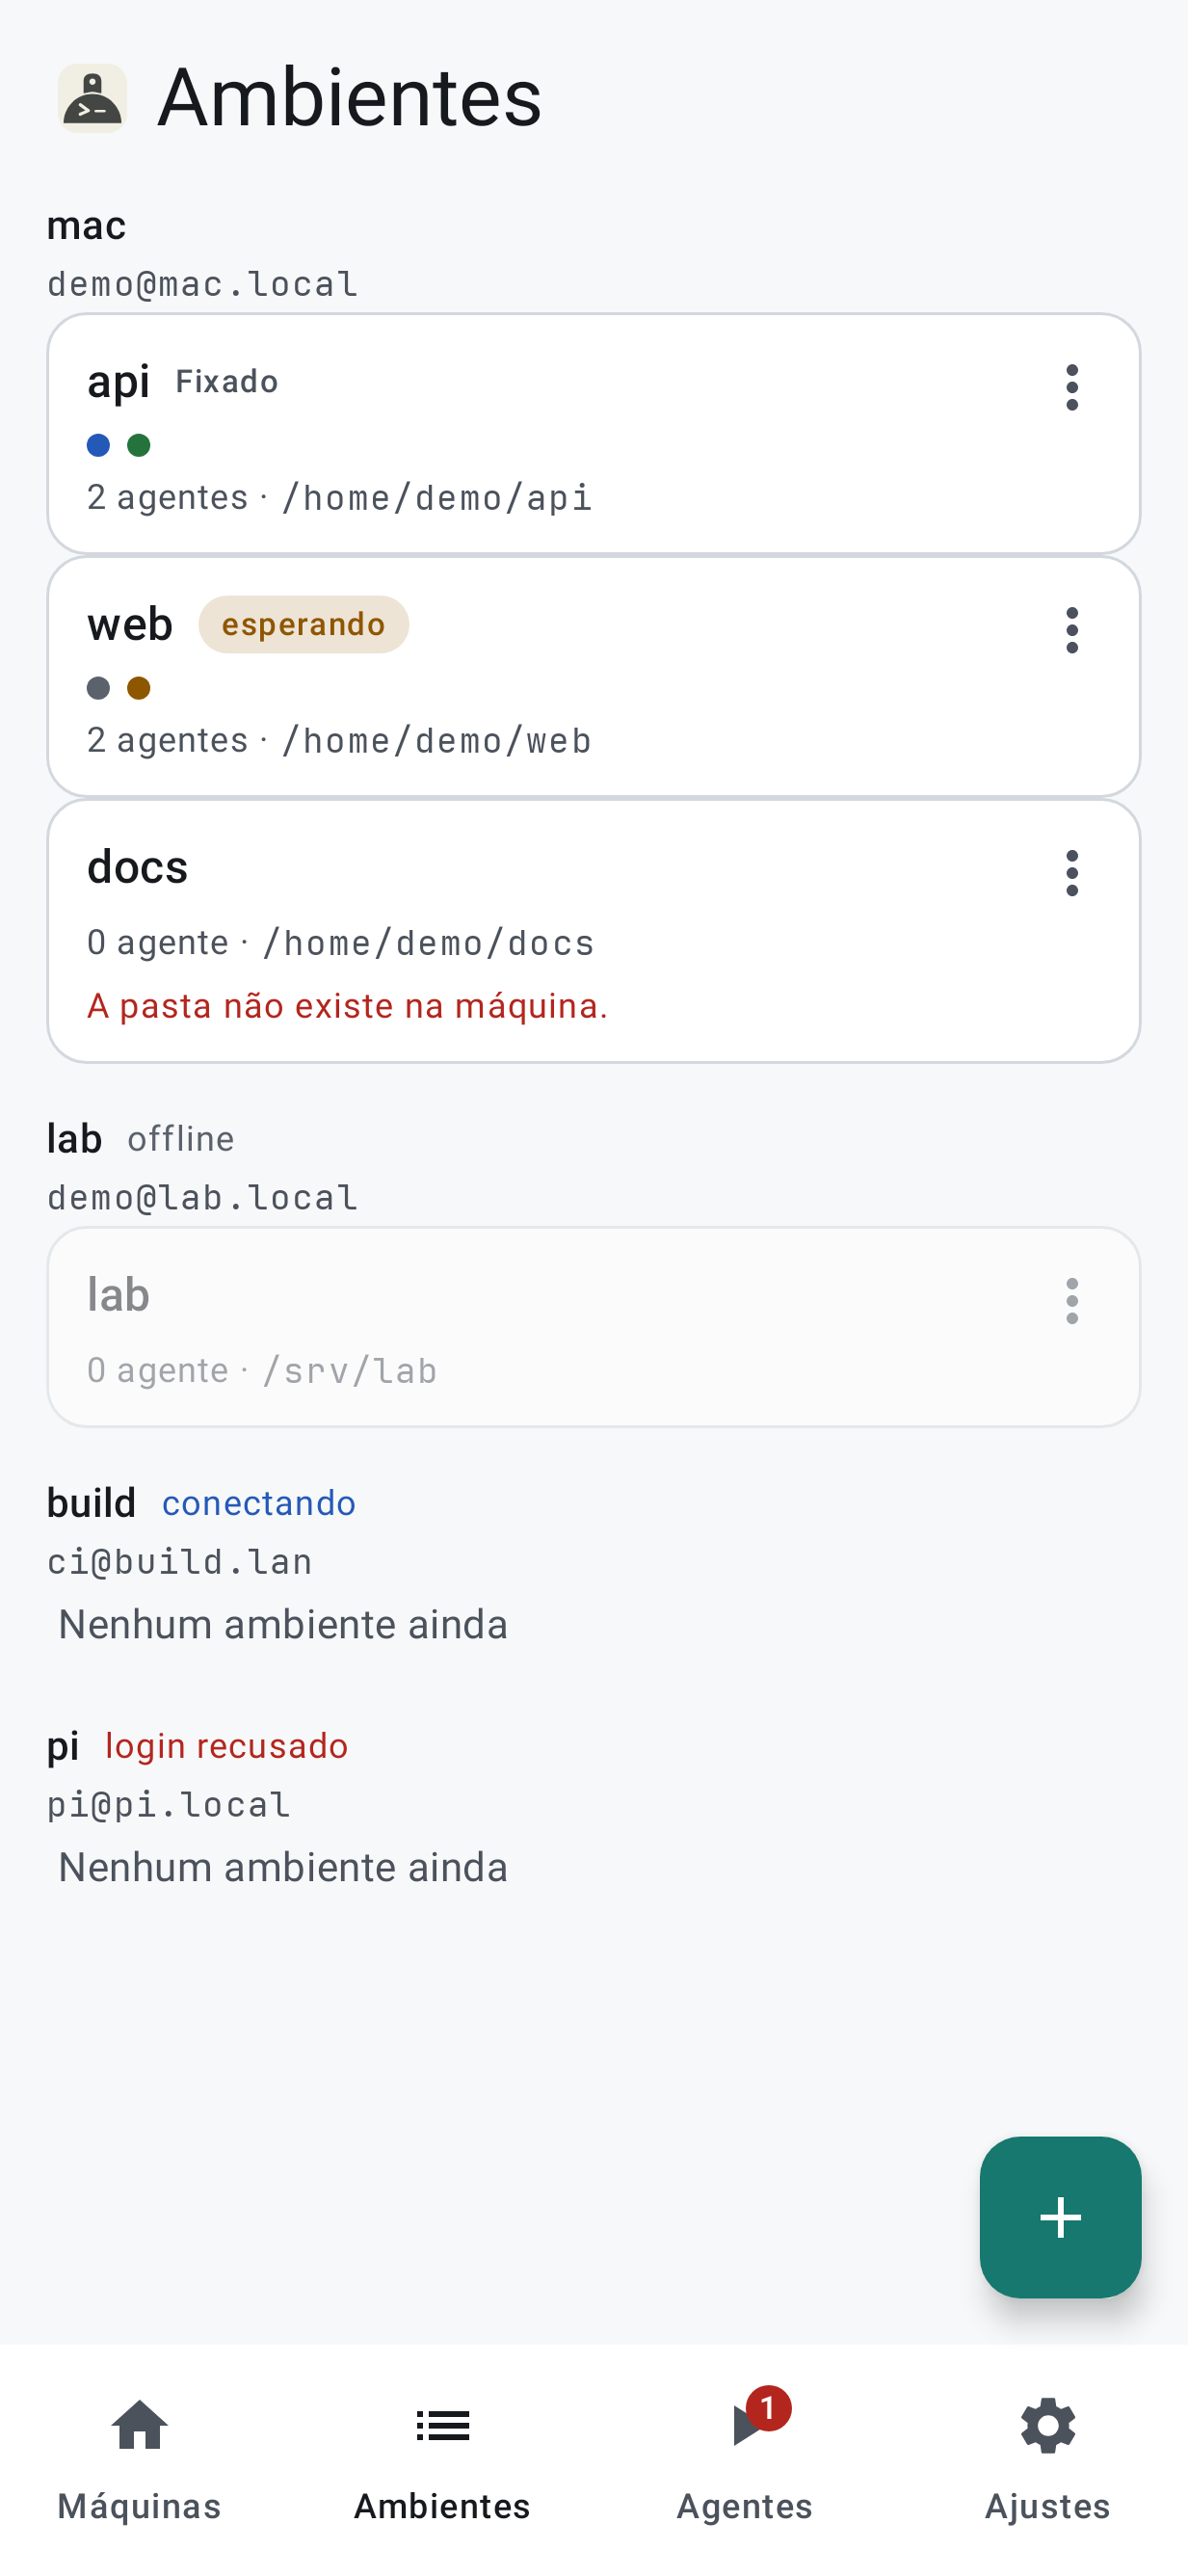 Ambientes
mac
demo@mac.local
api Fixado
2 agentes · /home/demo/api
web esperando
2 agentes · /home/demo/web
docs
0 agente · /home/demo/docs
A pasta não existe na máquina.
lab offline
demo@lab.local
lab
0 agente · /srv/lab
build conectando
ci@build.lan
Nenhum ambiente ainda
pi login recusado
pi@pi.local
Nenhum ambiente ainda
1
Máquinas Ambientes Agentes Ajustes